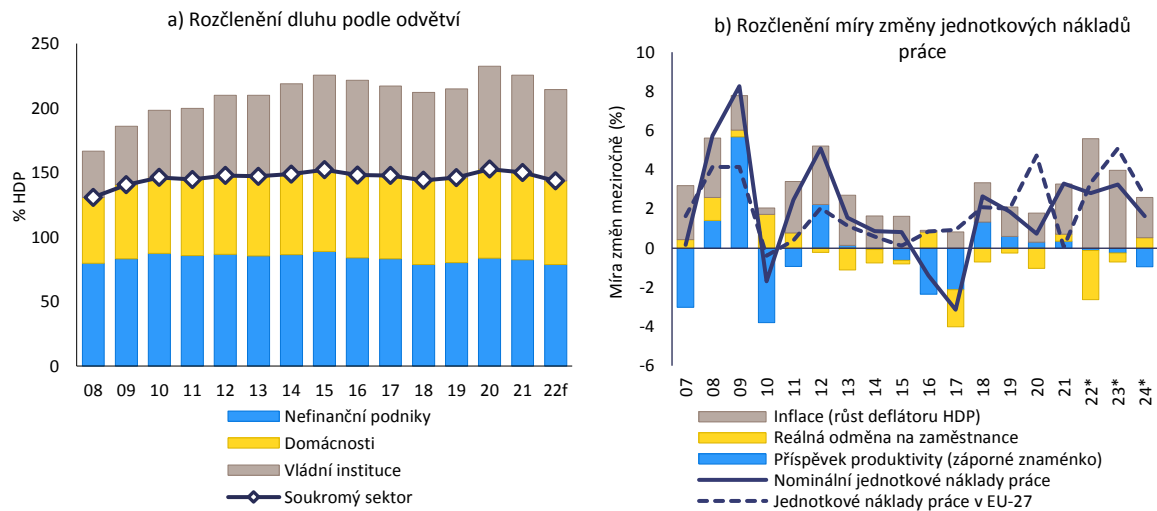 a) Rozčlenění dluhu podle odvětví
% HDP
250
200
150
100
50
0
08 09 10 11 12 13 14 15 16 17 18 19 20 21 22f
Nefinanční podniky
Domácnosti
Vládní instituce
Soukromý sektor
b) Rozčlenění míry změny jednotkových nákladů
práce
Míra změn meziročně (%)
10
8
6
4
2
0
-2
-4
-6
07 08 09 10 11 12 13 14 15 16 17 18 19 20 21 22* 23* 24*
Inflace (růst deflátoru HDP)
Reálná odměna na zaměstnance
Příspěvek produktivity (záporné znaménko)
Nominální jednotkové náklady práce
Jednotkové náklady práce v EU-27